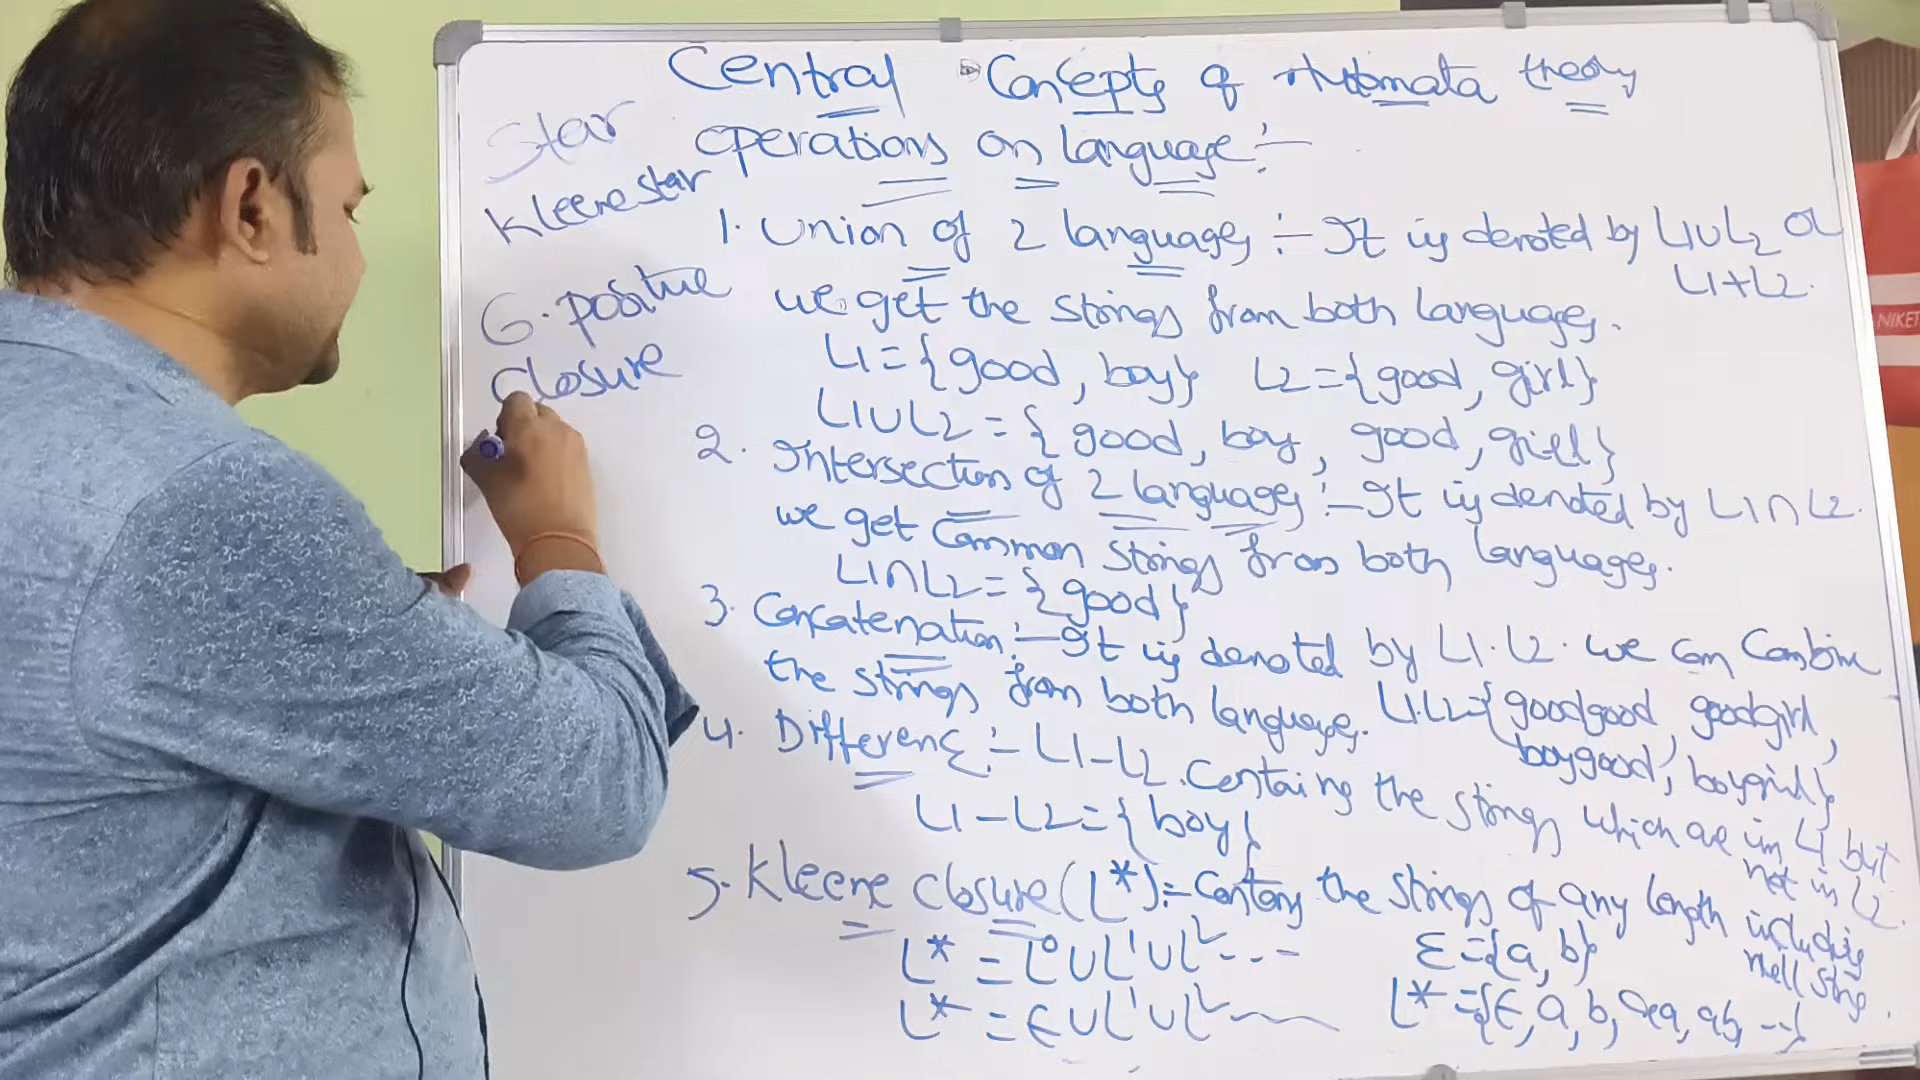 Central Concepts of Automata theory
operations on language :-
1. Union of 2 languages :- It is denoted by L1UL2 or
L1+L2.
we get the strings from both languages.
L1={good, boy} L2={good, girl}
L1UL2={good, boy, good, girl}
2. Intersection of 2 languages :- It is denoted by L1∩L2.
we get common strings from both languages.
L1∩L2={good}
3. Concatenation :- It is denoted by L1.L2. we can combine
the strings from both languages. L1.L2={goodgood, goodgirl,
boygood, boygirl}
4. Difference :- L1-L2. Containing the strings which are in L1 but
not in L2.
L1-L2={boy}
5. Kleene closure (L*) :- Contains the strings of any length including
null string.
L* = L⁰UL¹UL²---
Σ={a, b}
L* = ϵUL¹UL²
L*={ϵ, a, b, aa, ab, --}
Star
Kleene star
6. positive
closure
NIKET